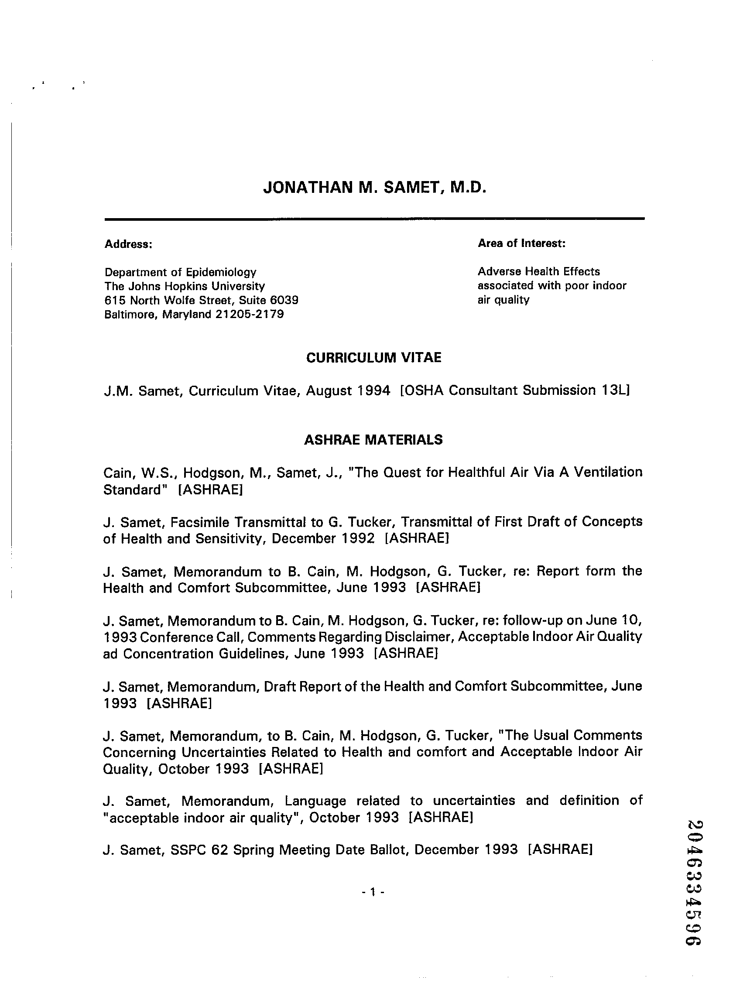 JONATHAN M. SAMET, M.D.
Address:
Department of Epidemiology
The Johns Hopkins University
615 North Wolfe Street, Suite 6039
Baltimore, Maryland 21205-2179
Area of Interest:
Adverse Health Effects
associated with poor indoor
air quality
CURRICULUM VITAE
J.M. Samet, Curriculum Vitae, August 1994 [OSHA Consultant Submission 13L]
ASHRAE MATERIALS
Cain, W.S., Hodgson, M., Samet, J., "The Quest for Healthful Air Via A Ventilation
Standard" [ASHRAE]
J. Samet, Facsimile Transmittal to G. Tucker, Transmittal of First Draft of Concepts
of Health and Sensitivity, December 1992 [ASHRAE]
J. Samet, Memorandum to B. Cain, M. Hodgson, G. Tucker, re: Report form the
Health and Comfort Subcommittee, June 1993 [ASHRAE]
J. Samet, Memorandum to B. Cain, M. Hodgson, G. Tucker, re: follow-up on June 10,
1993 Conference Call, Comments Regarding Disclaimer, Acceptable Indoor Air Quality
ad Concentration Guidelines, June 1993 [ASHRAE]
J. Samet, Memorandum, Draft Report of the Health and Comfort Subcommittee, June
1993 [ASHRAE]
J. Samet, Memorandum, to B. Cain, M. Hodgson, G. Tucker, "The Usual Comments
Concerning Uncertainties Related to Health and comfort and Acceptable Indoor Air
Quality, October 1993 [ASHRAE]
J. Samet, Memorandum, Language related to uncertainties and definition of
"acceptable indoor air quality", October 1993 [ASHRAE]
J. Samet, SSPC 62 Spring Meeting Date Ballot, December 1993 [ASHRAE]
- 1 -
2046334596